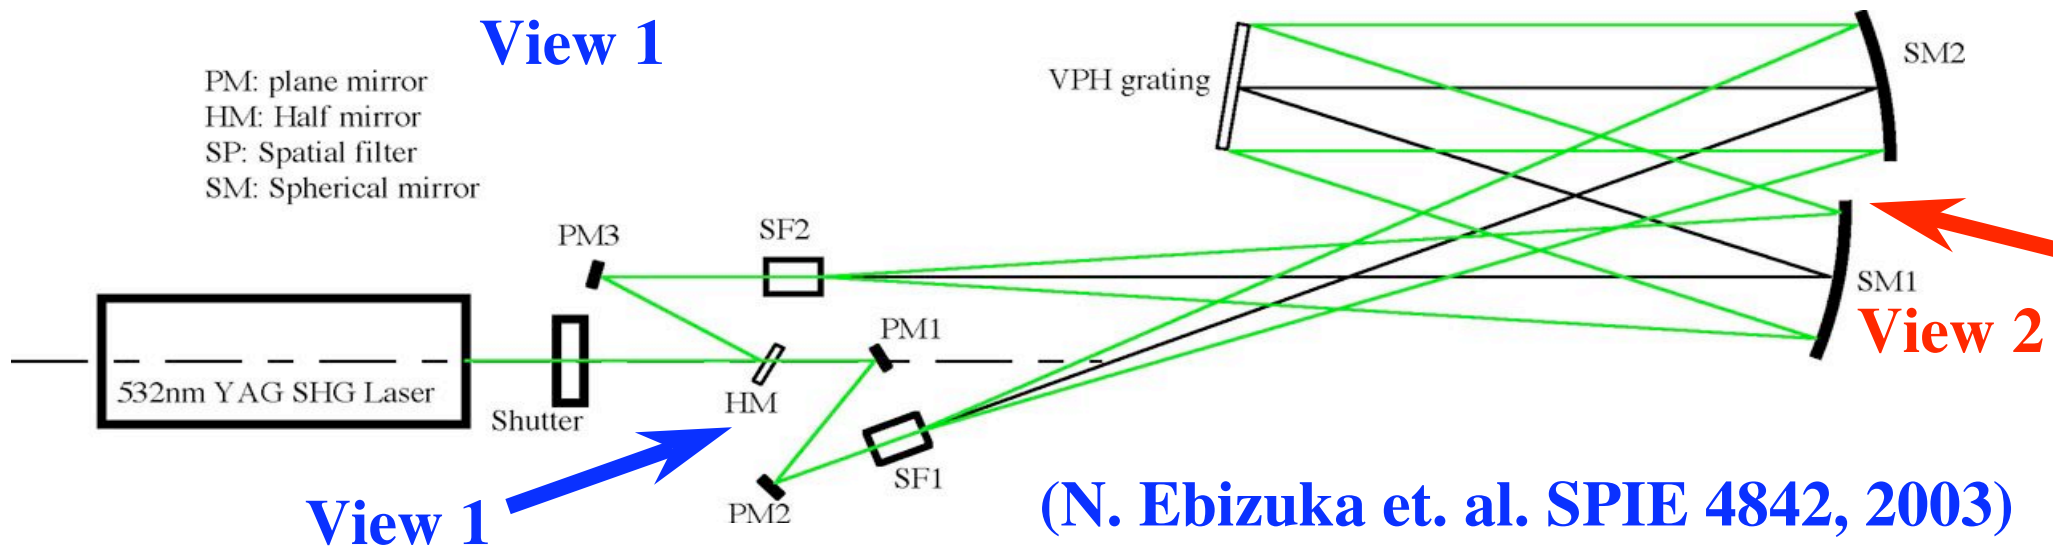 View 1
PM: plane mirror
HM: Half mirror
SP: Spatial filter
SM: Spherical mirror
VPH grating
SM2
PM3
SF2
SM1
PM1
View 2
532nm YAG SHG Laser
HM
Shutter
SF1
View 1
PM2
(N. Ebizuka et. al. SPIE 4842, 2003)